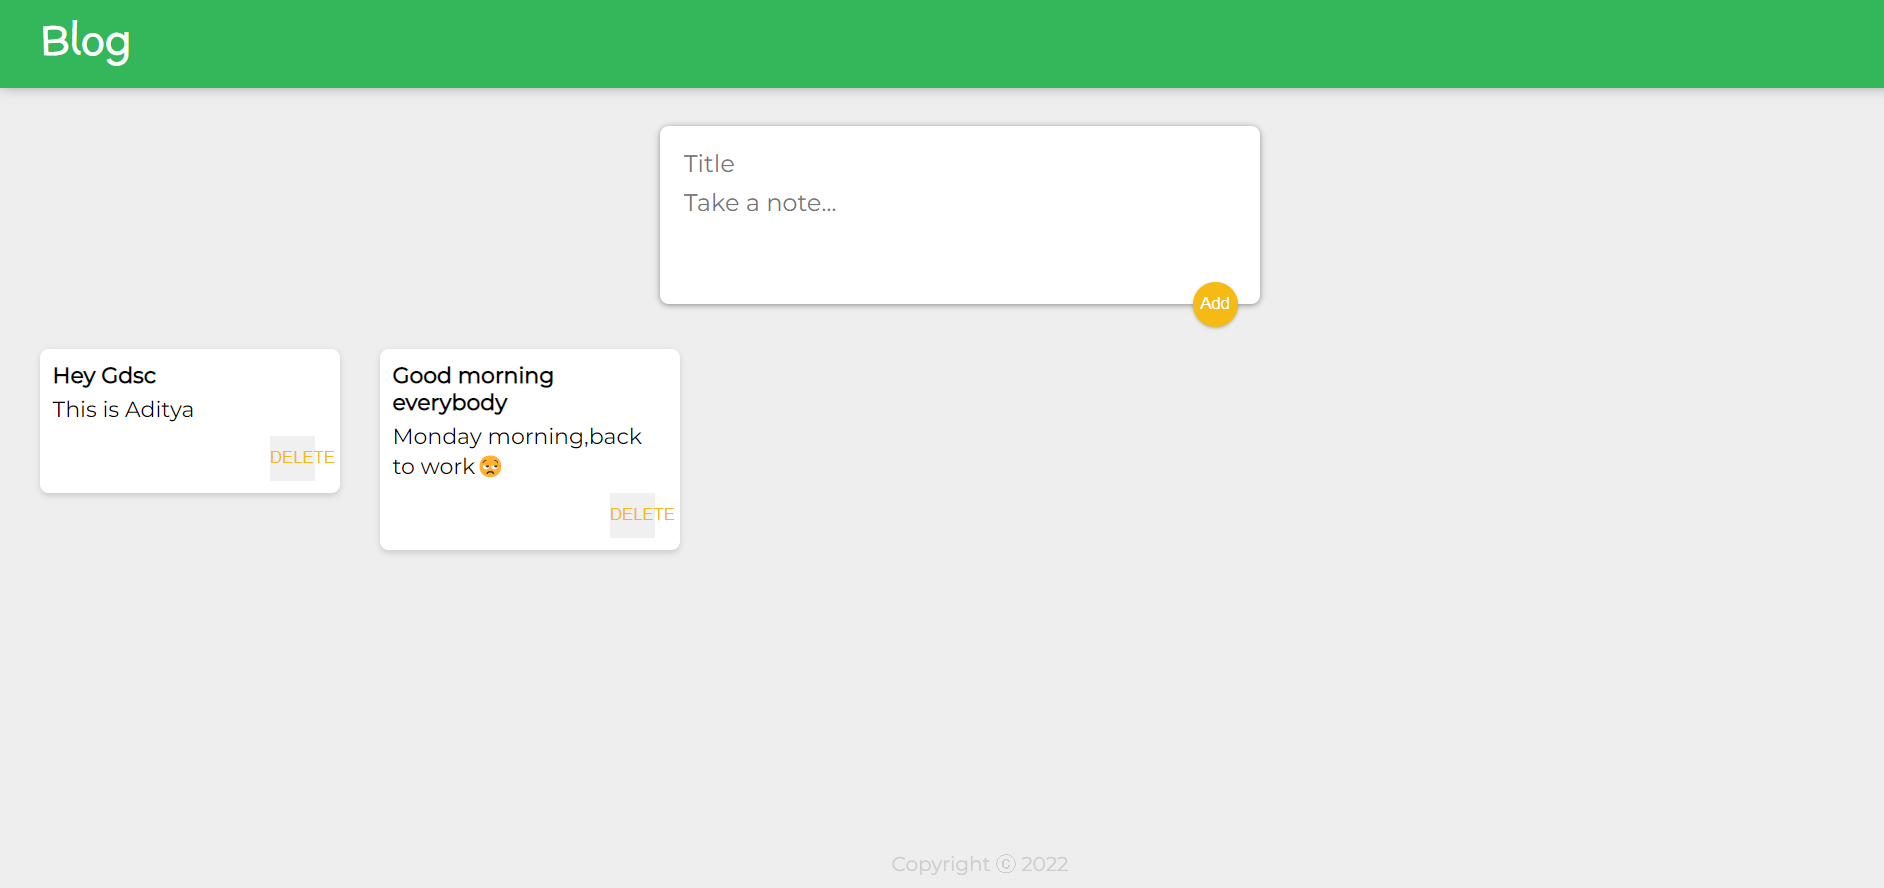 Blog
Title
Take a note...
Add
Hey Gdsc
This is Aditya
DELETE
Good morning
everybody
Monday morning,back
to work😩
DELETE
Copyright ⓒ 2022